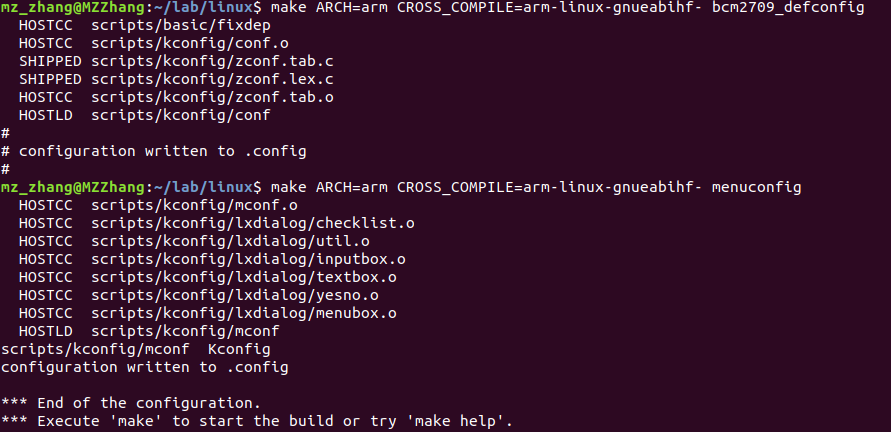 mz_zhang@MZZhang:~/lab/linux$ make ARCH=arm CROSS_COMPILE=arm-linux-gnueabihf- bcm2709_defconfig
  HOSTCC  scripts/basic/fixdep
  HOSTCC  scripts/kconfig/conf.o
  SHIPPED scripts/kconfig/zconf.tab.c
  SHIPPED scripts/kconfig/zconf.lex.c
  HOSTCC  scripts/kconfig/zconf.tab.o
  HOSTLD  scripts/kconfig/conf
#
# configuration written to .config
#
mz_zhang@MZZhang:~/lab/linux$ make ARCH=arm CROSS_COMPILE=arm-linux-gnueabihf- menuconfig
  HOSTCC  scripts/kconfig/mconf.o
  HOSTCC  scripts/kconfig/lxdialog/checklist.o
  HOSTCC  scripts/kconfig/lxdialog/util.o
  HOSTCC  scripts/kconfig/lxdialog/inputbox.o
  HOSTCC  scripts/kconfig/lxdialog/textbox.o
  HOSTCC  scripts/kconfig/lxdialog/yesno.o
  HOSTCC  scripts/kconfig/lxdialog/menubox.o
  HOSTLD  scripts/kconfig/mconf
scripts/kconfig/mconf  Kconfig
configuration written to .config

*** End of the configuration.
*** Execute 'make' to start the build or try 'make help'.